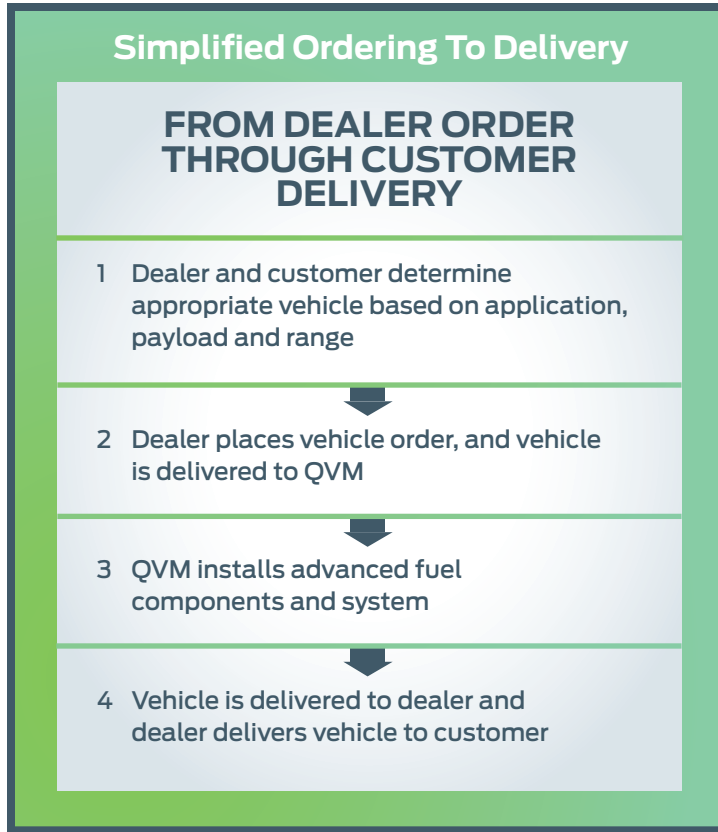 Simplified Ordering To Delivery
FROM DEALER ORDER
THROUGH CUSTOMER
DELIVERY
1 Dealer and customer determine
appropriate vehicle based on application,
payload and range
2 Dealer places vehicle order, and vehicle
is delivered to QVM
3 QVM installs advanced fuel
components and system
4 Vehicle is delivered to dealer and
dealer delivers vehicle to customer